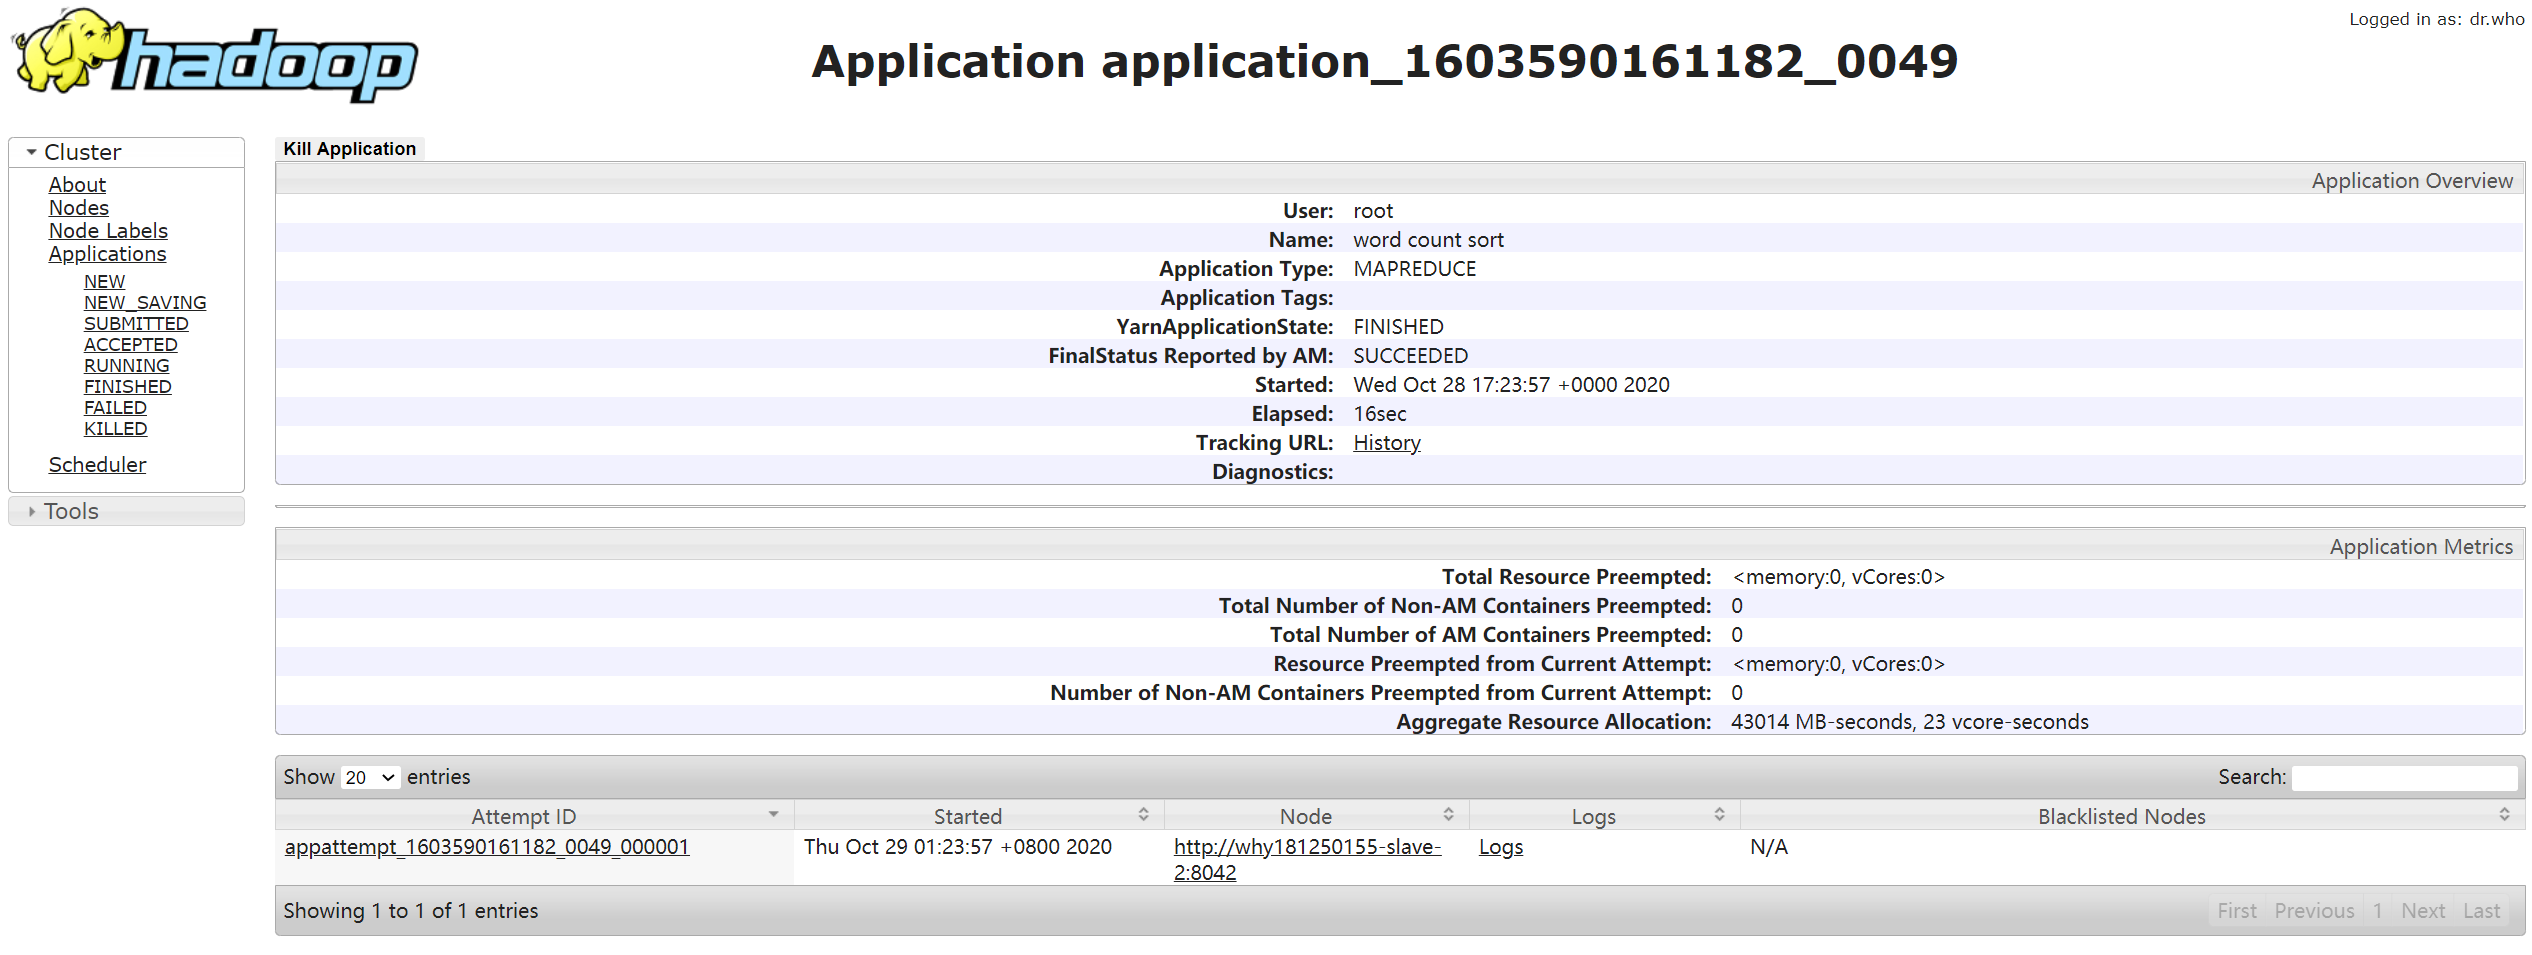 hadoop
Logged in as: dr.who
Application application_1603590161182_0049
Cluster
About
Nodes
Node Labels
Applications
NEW
NEW_SAVING
SUBMITTED
ACCEPTED
RUNNING
FINISHED
FAILED
KILLED
Scheduler
Tools
Kill Application
Application Overview
User: root
Name: word count sort
Application Type: MAPREDUCE
Application Tags:
YarnApplicationState: FINISHED
FinalStatus Reported by AM: SUCCEEDED
Started: Wed Oct 28 17:23:57 +0000 2020
Elapsed: 16sec
Tracking URL: History
Diagnostics:
Application Metrics
Total Resource Preempted: <memory:0, vCores:0>
Total Number of Non-AM Containers Preempted: 0
Total Number of AM Containers Preempted: 0
Resource Preempted from Current Attempt: <memory:0, vCores:0>
Number of Non-AM Containers Preempted from Current Attempt: 0
Aggregate Resource Allocation: 43014 MB-seconds, 23 vcore-seconds
Show 20 entries Search:
Attempt ID Started Node Logs Blacklisted Nodes
appattempt_1603590161182_0049_000001 Thu Oct 29 01:23:57 +0800 2020 http://why181250155-slave- Logs N/A
2:8042
Showing 1 to 1 of 1 entries First Previous 1 Next Last